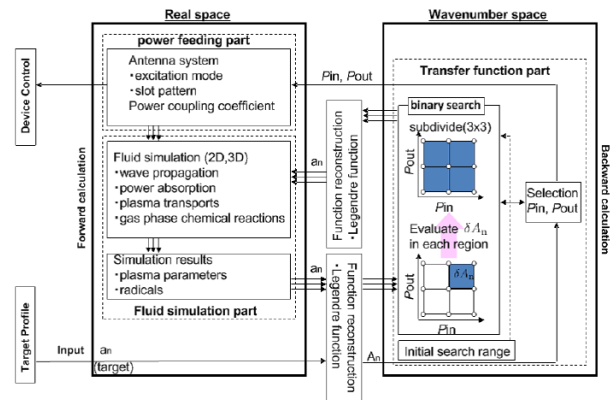 Real space
Wavenumber space
power feeding part
Antenna system
・excitation mode
・slot pattern
Power coupling coefficient
Pin, Pout
Transfer function part
Device Control
binary search
subdivide(3x3)
Pout
Pin
Function reconstruction
・Legendre function
an
Fluid simulation (2D,3D)
・wave propagation
・power absorption
・plasma transports
・gas phase chemical reactions
Forward calculation
Backward calculation
Selection
Pin, Pout
Evaluate δAn
in each region
Simulation results
・plasma parameters
・radicals
Fluid simulation part
an
Function reconstruction
・Legendre function
δAn
Pout
Pin
Initial search range
Target Profile
Input
an
(target)
An